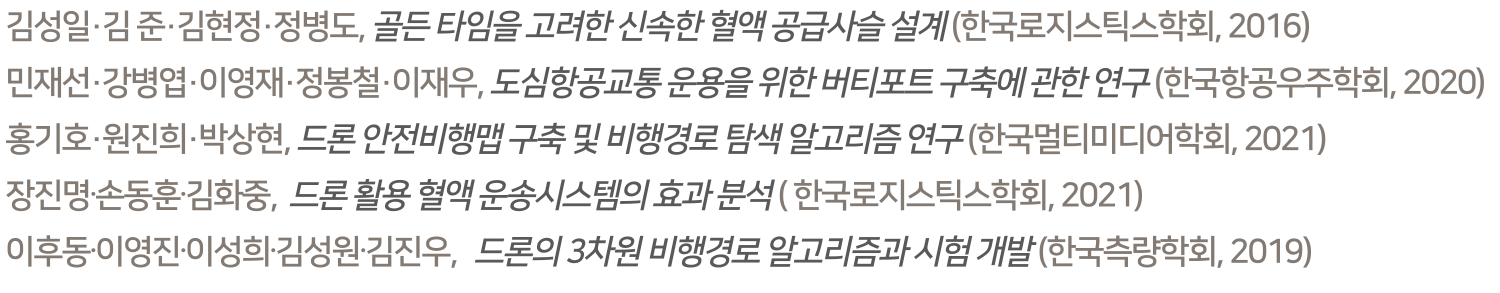 김성일·김 준·김현정·정병도, 골든 타임을 고려한 신속한 혈액 공급사슬 설계 (한국로지스틱스학회, 2016)
민재선·강병엽·이영재·정봉철·이재우, 도심항공교통 운용을 위한 버티포트 구축에 관한 연구 (한국항공우주학회, 2020)
홍기호·원진희·박상현, 드론 안전비행맵 구축 및 비행경로 탐색 알고리즘 연구 (한국멀티미디어학회, 2021)
장진명·손동훈·김화중, 드론 활용 혈액 운송시스템의 효과 분석 ( 한국로지스틱스학회, 2021)
이후동·이영진·이성희·김성원·김진우, 드론의 3차원 비행경로 알고리즘과 시험 개발 (한국측량학회, 2019)